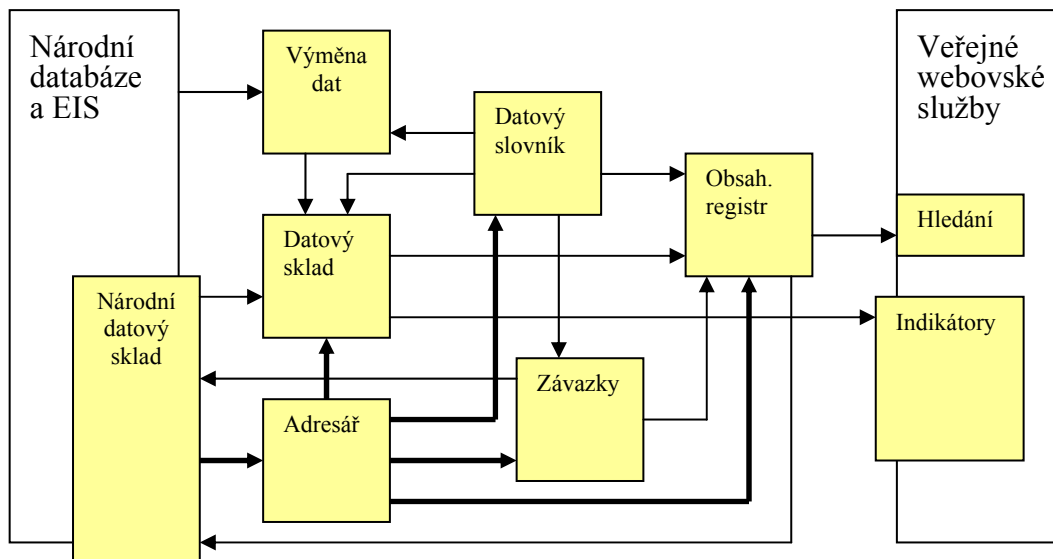 Národní
databáze
a EIS
Výměna
dat
Datový
slovník
Obsah.
registr
Veřejné
webovské
služby
Hledání
Datový
sklad
Národní
datový
sklad
Indikátory
Závazky
Adresář